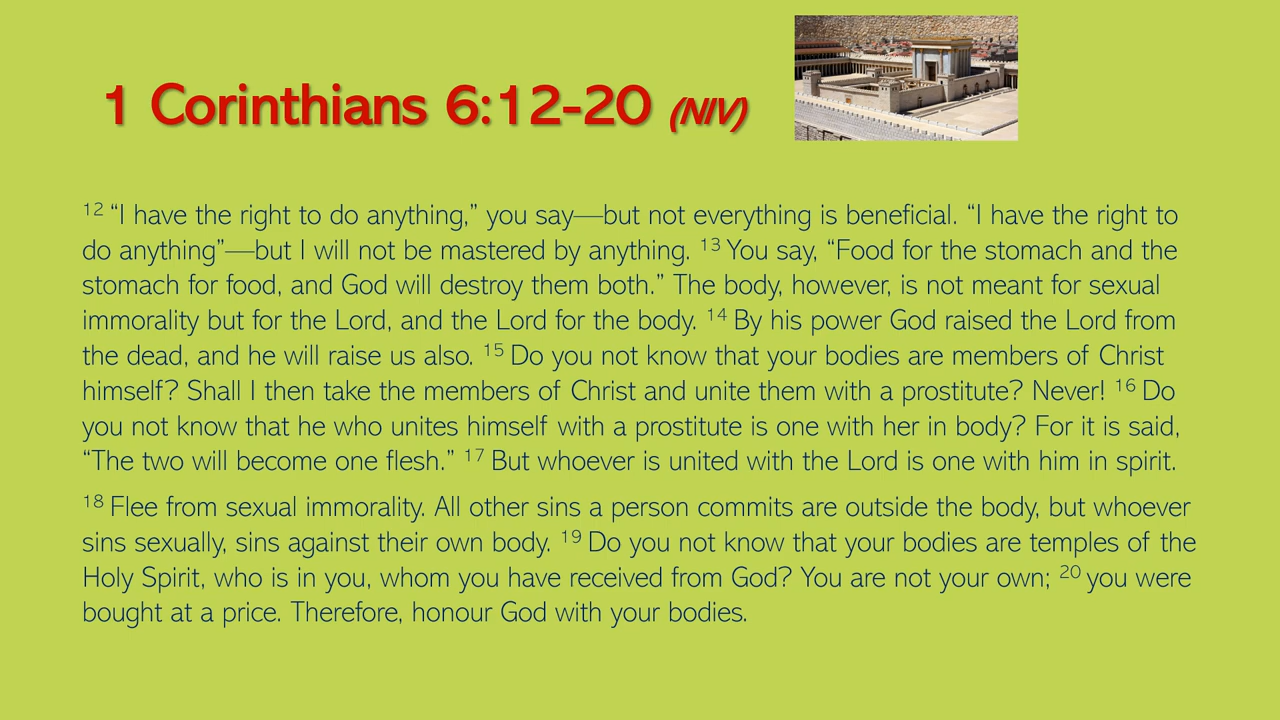 1 Corinthians 6:12-20 (NIV)
12 “I have the right to do anything,” you say—but not everything is beneficial. “I have the right to
do anything”—but I will not be mastered by anything. 13 You say, “Food for the stomach and the
stomach for food, and God will destroy them both.” The body, however, is not meant for sexual
immorality but for the Lord, and the Lord for the body. 14 By his power God raised the Lord from
the dead, and he will raise us also. 15 Do you not know that your bodies are members of Christ
himself? Shall I then take the members of Christ and unite them with a prostitute? Never! 16 Do
you not know that he who unites himself with a prostitute is one with her in body? For it is said,
“The two will become one flesh.” 17 But whoever is united with the Lord is one with him in spirit.
18 Flee from sexual immorality. All other sins a person commits are outside the body, but whoever
sins sexually, sins against their own body. 19 Do you not know that your bodies are temples of the
Holy Spirit, who is in you, whom you have received from God? You are not your own; 20 you were
bought at a price. Therefore, honour God with your bodies.